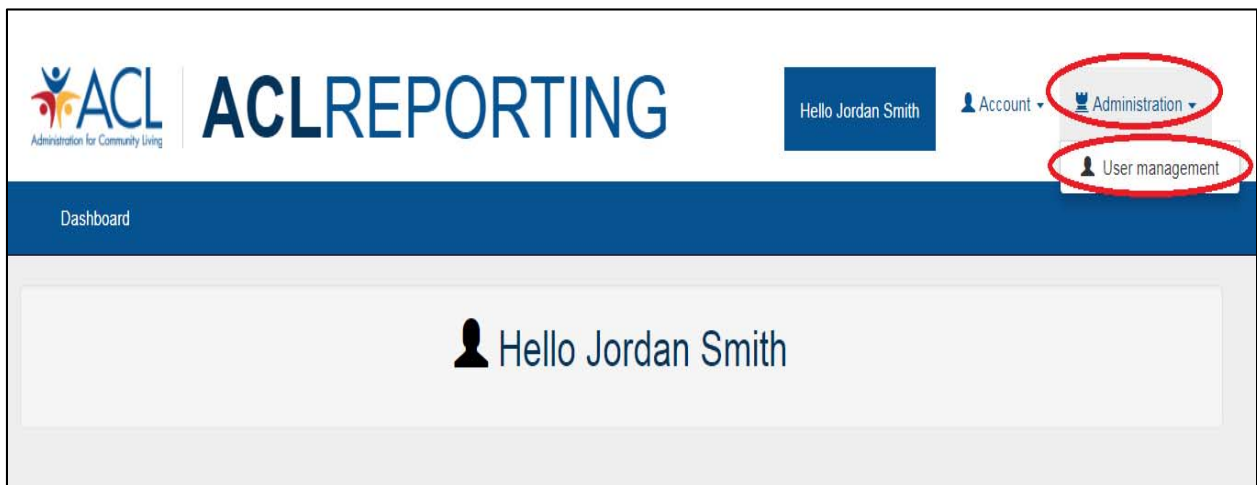 ACL
Administration for Community Living
ACLREPORTING
Hello Jordan Smith
Account
Administration
User management
Dashboard
Hello Jordan Smith